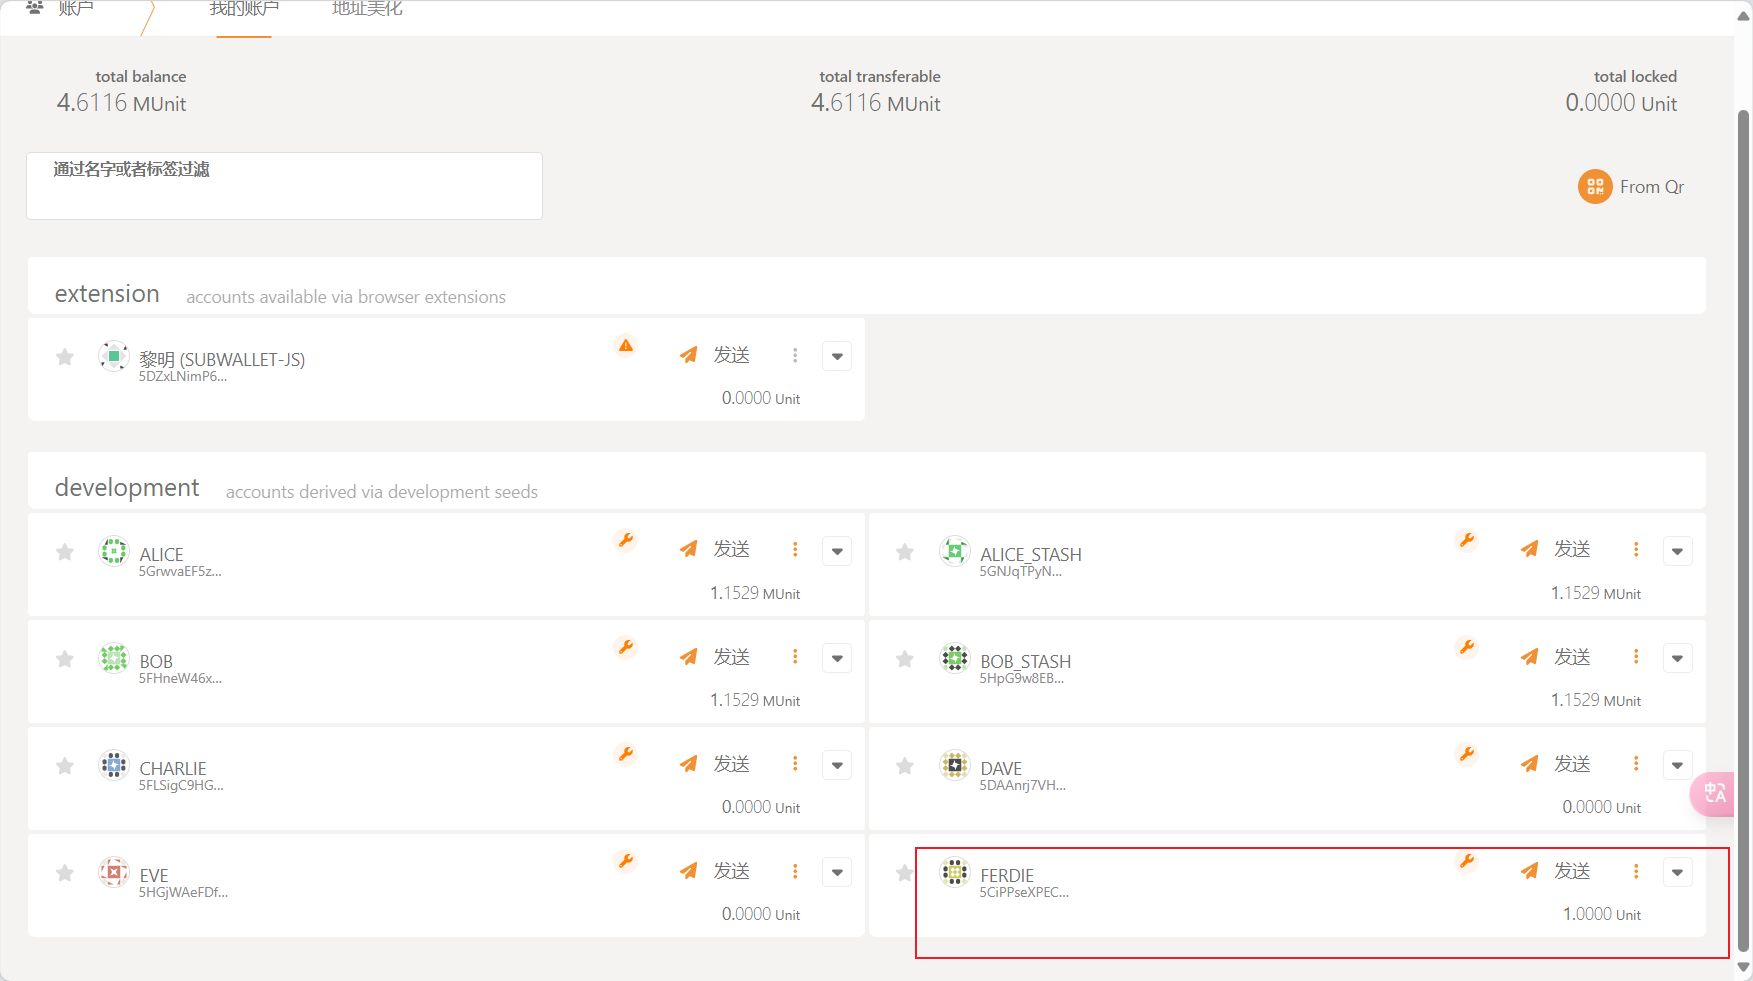 账户
我的账户
地址美化
total balance
4.6116 MUnit
total transferable
4.6116 MUnit
total locked
0.0000 Unit
通过名字或者标签过滤
From Qr
extension accounts available via browser extensions
黎明 (SUBWALLET-JS)
5DZxLNimP6...
发送
0.0000 Unit
development accounts derived via development seeds
ALICE
5GrwvaEF5z...
发送
1.1529 MUnit
ALICE_STASH
5GNJqTPyN...
发送
1.1529 MUnit
BOB
5FHneW46x...
发送
1.1529 MUnit
BOB_STASH
5HpG9w8EB...
发送
1.1529 MUnit
CHARLIE
5FLSigC9HG...
发送
0.0000 Unit
DAVE
5DAAnrj7VH...
发送
0.0000 Unit
EVE
5HGjWAeFDf...
发送
0.0000 Unit
FERDIE
5CiPPseXPEC...
发送
1.0000 Unit